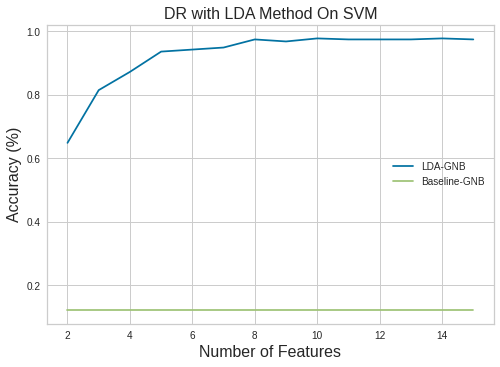 DR with LDA Method On SVM
Accuracy (%)
1.0
0.8
0.6
0.4
0.2
LDA-GNB
Baseline-GNB
2 4 6 8 10 12 14
Number of Features